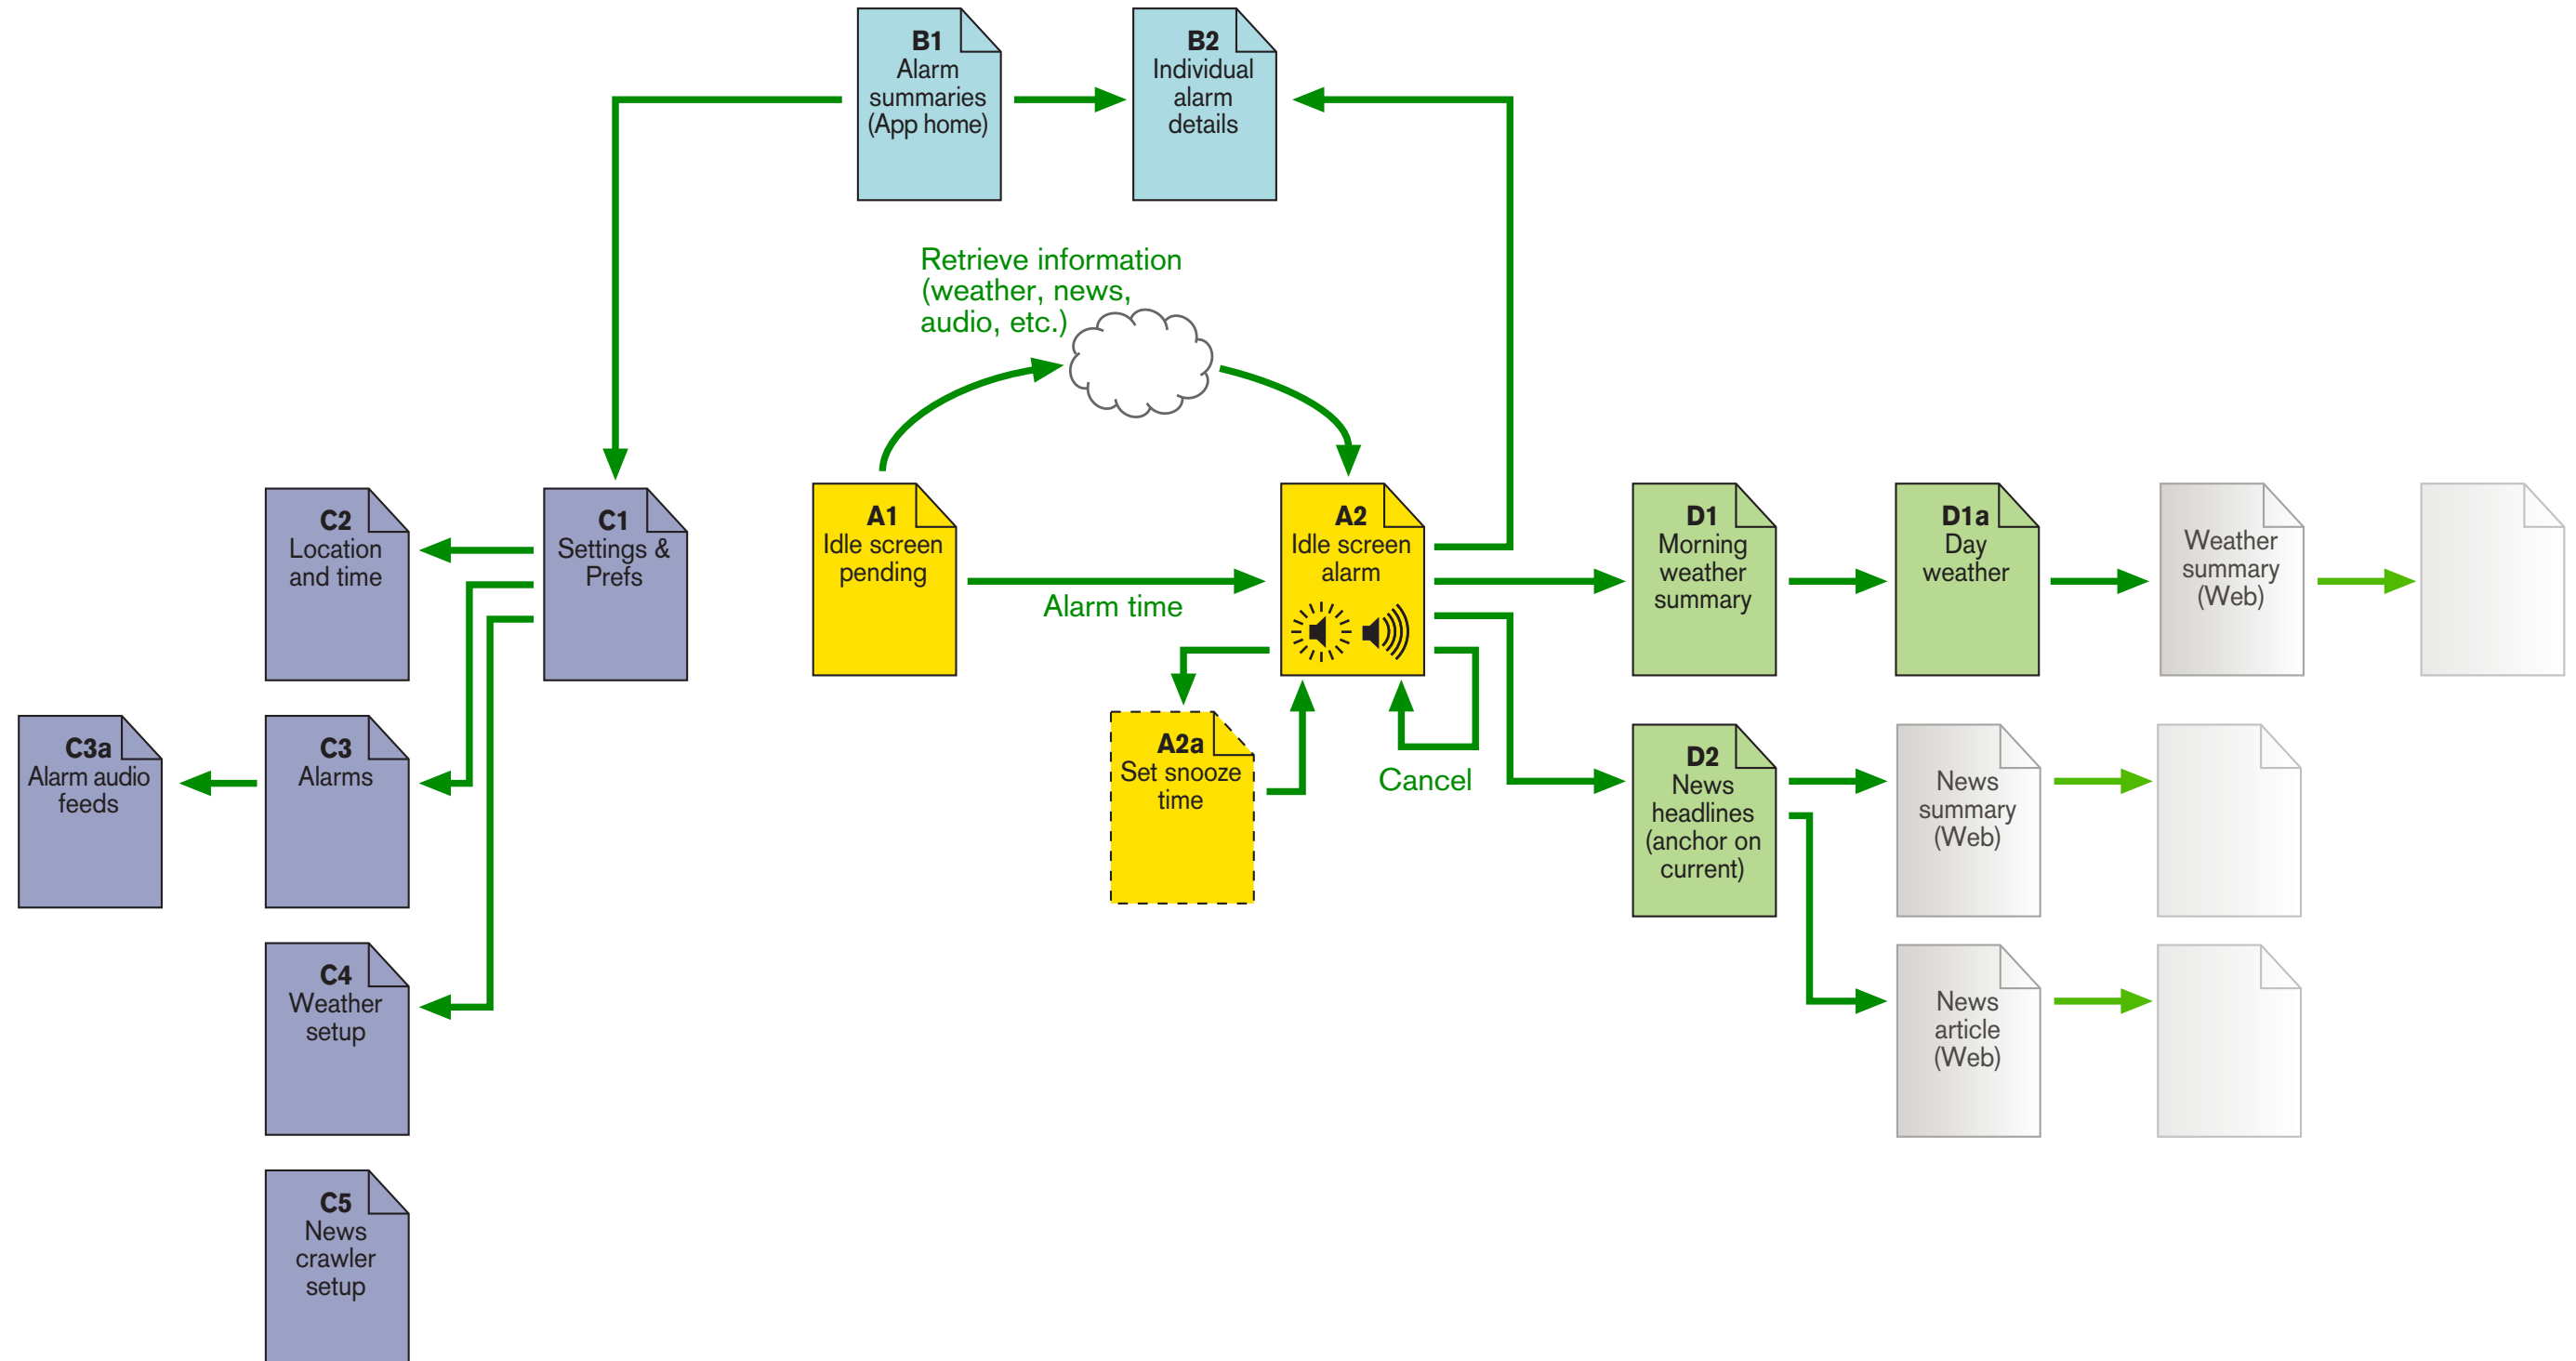 B1
Alarm
summaries
(App home)
B2
Individual
alarm
details
Retrieve information
(weather, news,
audio, etc.)
C2
Location
and time
C1
Settings &
Prefs
A1
Idle screen
pending
Alarm time
A2
Idle screen
alarm
D1
Morning
weather
summary
D1a
Day
weather
Weather
summary
(Web)
C3a
Alarm audio
feeds
C3
Alarms
A2a
Set snooze
time
Cancel
D2
News
headlines
(anchor on
current)
News
summary
(Web)
C4
Weather
setup
News
article
(Web)
C5
News
crawler
setup